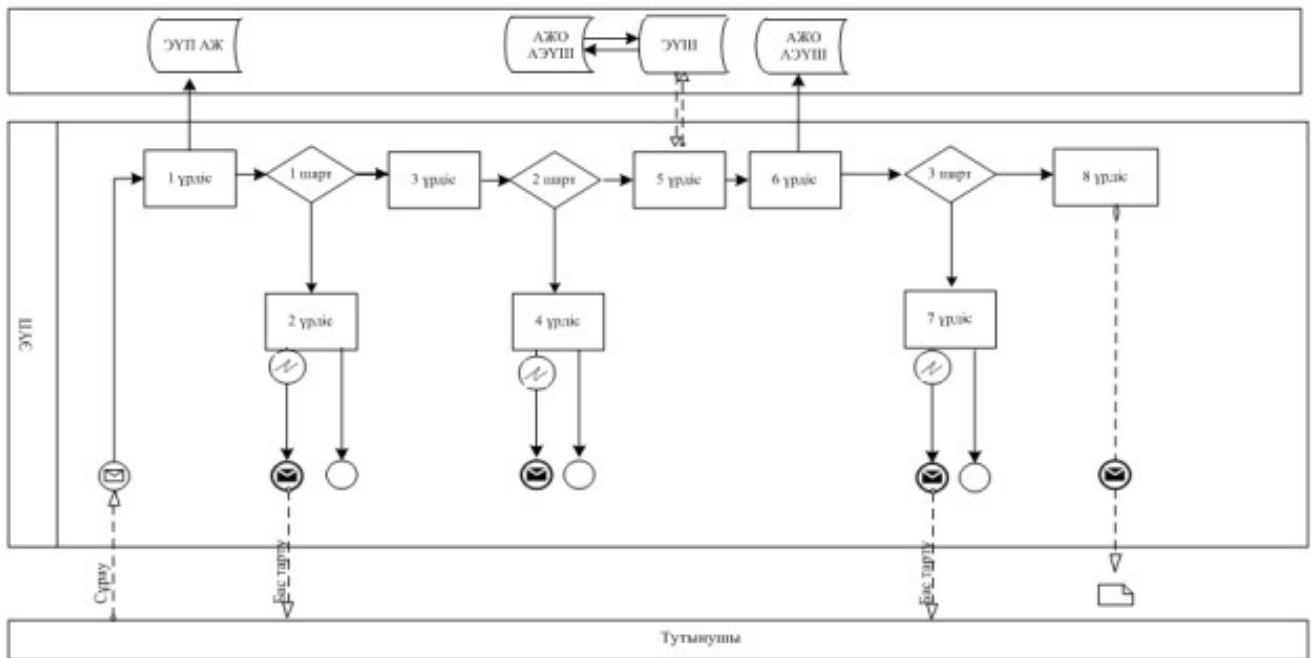 ЭҮП АЖ
АЖО
АЭҮШ
ЭҮШ
АЖО
АЭҮШ
ЭҮП
1 үрдіс
1 шарт
3 үрдіс
2 шарт
5 үрдіс
6 үрдіс
3 шарт
8 үрдіс
2 үрдіс
4 үрдіс
7 үрдіс
Сұрау
Бас тарту
Бас тарту
Тұтынушы